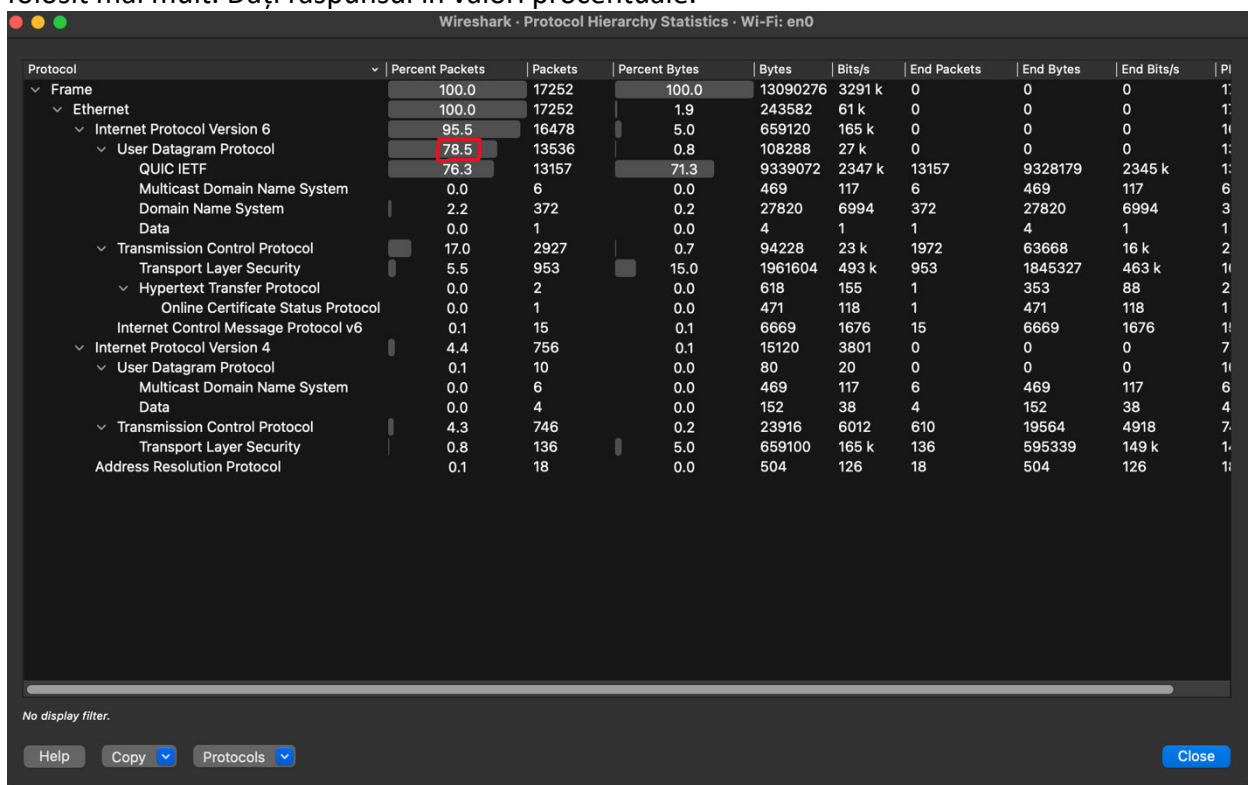 folosit mai mult. Dați răspunsul în valori procentuale.
Wireshark · Protocol Hierarchy Statistics · Wi-Fi: en0
Protocol Percent Packets Packets Percent Bytes Bytes Bits/s End Packets End Bytes End Bits/s
Frame 100.0 17252 100.0 13090276 3291 k 0 0 0
Ethernet 100.0 17252 1.9 243582 61 k 0 0 0
Internet Protocol Version 6 95.5 16478 5.0 659120 165 k 0 0 0
User Datagram Protocol 78.5 13536 0.8 108288 27 k 0 0 0
QUIC IETF 76.3 13157 71.3 9339072 2347 k 13157 9328179 2345 k
Multicast Domain Name System 0.0 6 0.0 469 117 6 469 117 6
Domain Name System 2.2 372 0.2 27820 6994 372 27820 6994
Data 0.0 1 0.0 4 1 1 4 1 1
Transmission Control Protocol 17.0 2927 0.7 94228 23 k 1972 63668 16 k
Transport Layer Security 5.5 953 15.0 1961604 493 k 953 1845327 463 k
Hypertext Transfer Protocol 0.0 2 0.0 618 155 1 353 88 2
Online Certificate Status Protocol 0.0 1 0.0 471 118 1 471 118 1
Internet Control Message Protocol v6 0.1 15 0.1 6669 1676 15 6669 1676
Internet Protocol Version 4 4.4 756 0.1 15120 3801 0 0 0
User Datagram Protocol 0.1 10 0.0 80 20 0 0 0
Multicast Domain Name System 0.0 6 0.0 469 117 6 469 117 6
Data 0.0 4 0.0 152 38 4 152 38 4
Transmission Control Protocol 4.3 746 0.2 23916 6012 610 19564 4918
Transport Layer Security 0.8 136 5.0 659100 165 k 136 595339 149 k
Address Resolution Protocol 0.1 18 0.0 504 126 18 504 126
No display filter.
Help Copy Protocols Close